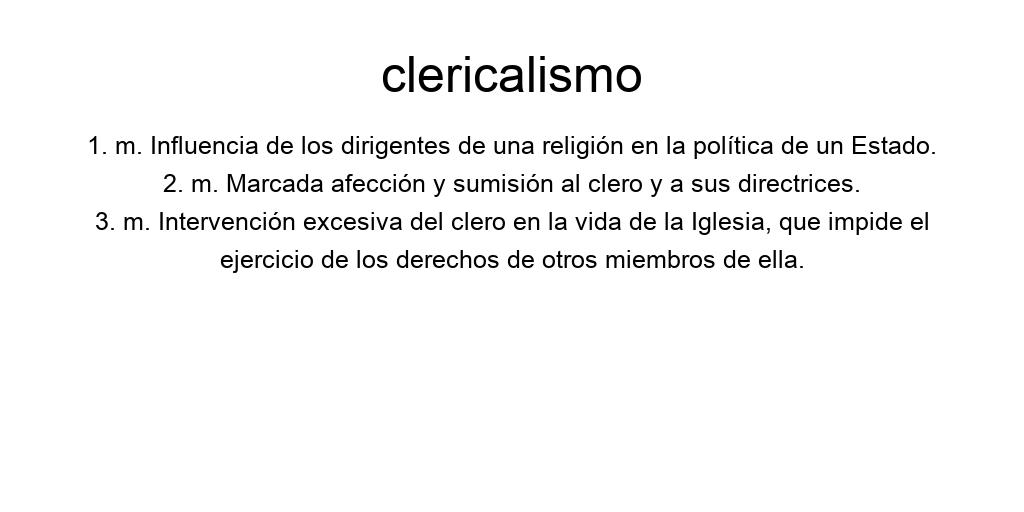 clericalismo
1. m. Influencia de los dirigentes de una religión en la política de un Estado.
2. m. Marcada afección y sumisión al clero y a sus directrices.
3. m. Intervención excesiva del clero en la vida de la Iglesia, que impide el
ejercicio de los derechos de otros miembros de ella.